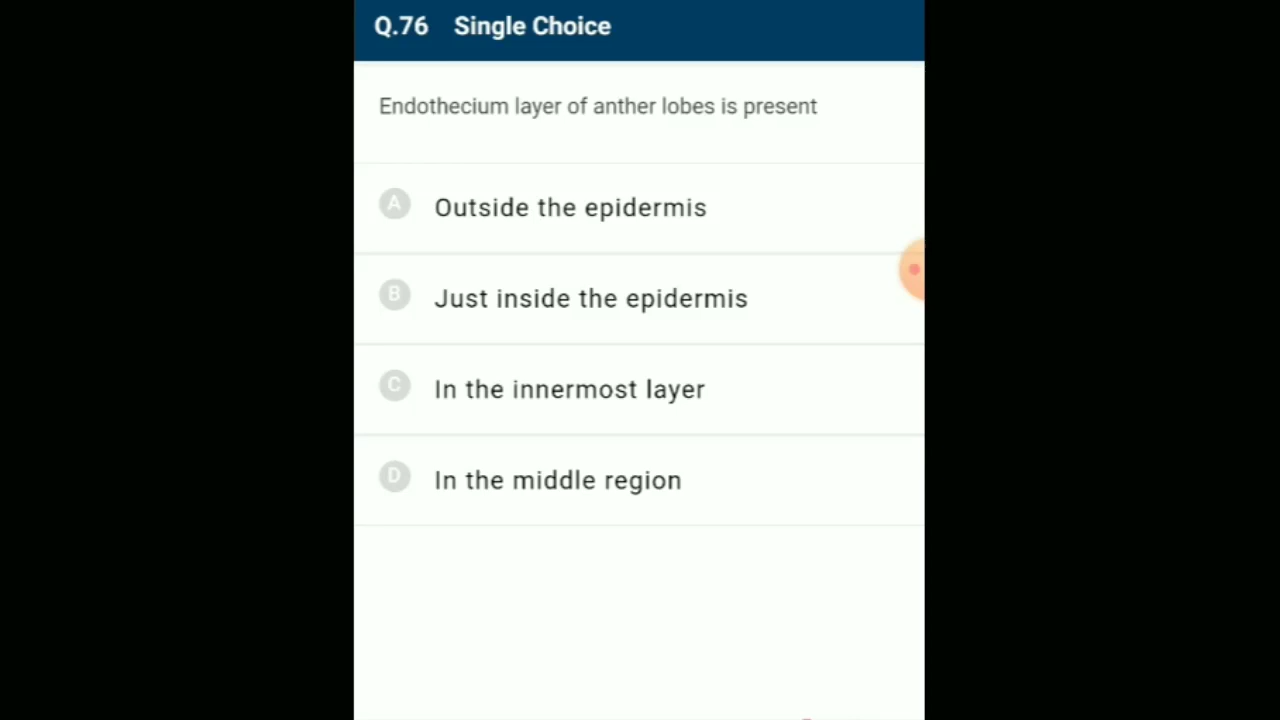 Q.76 Single Choice
Endothecium layer of anther lobes is present
A Outside the epidermis
B Just inside the epidermis
C In the innermost layer
D In the middle region